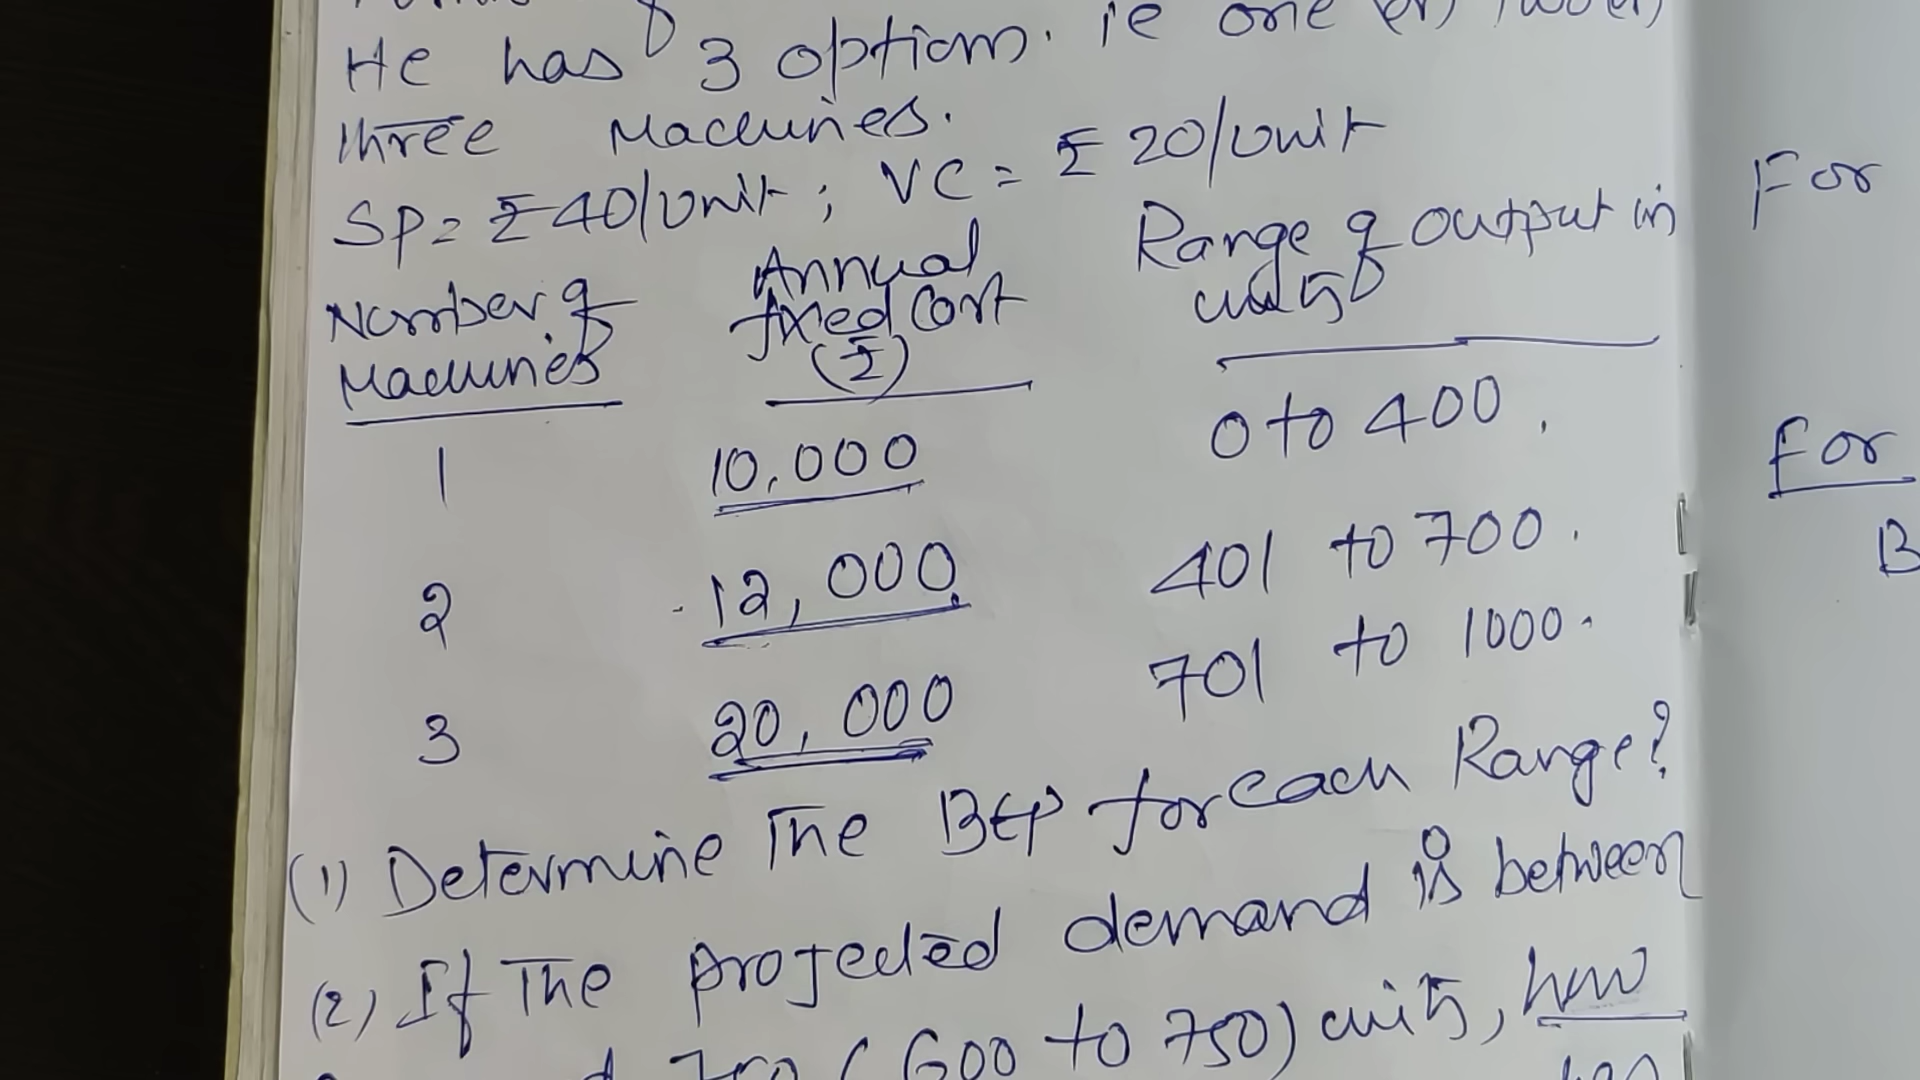 He has 3 options. ie one (or)
three Machines.
SP = ₹40/Unit ; VC = ₹20/Unit
Number of Machines Annual fixed Cost (₹) Range of output in units
1 10,000 0 to 400.
2 12,000 401 to 700.
3 20,000 701 to 1000.
(1) Determine The BEP for each Range?
(2) If The projected demand is between
(600 to 750) units, how
For
For
B